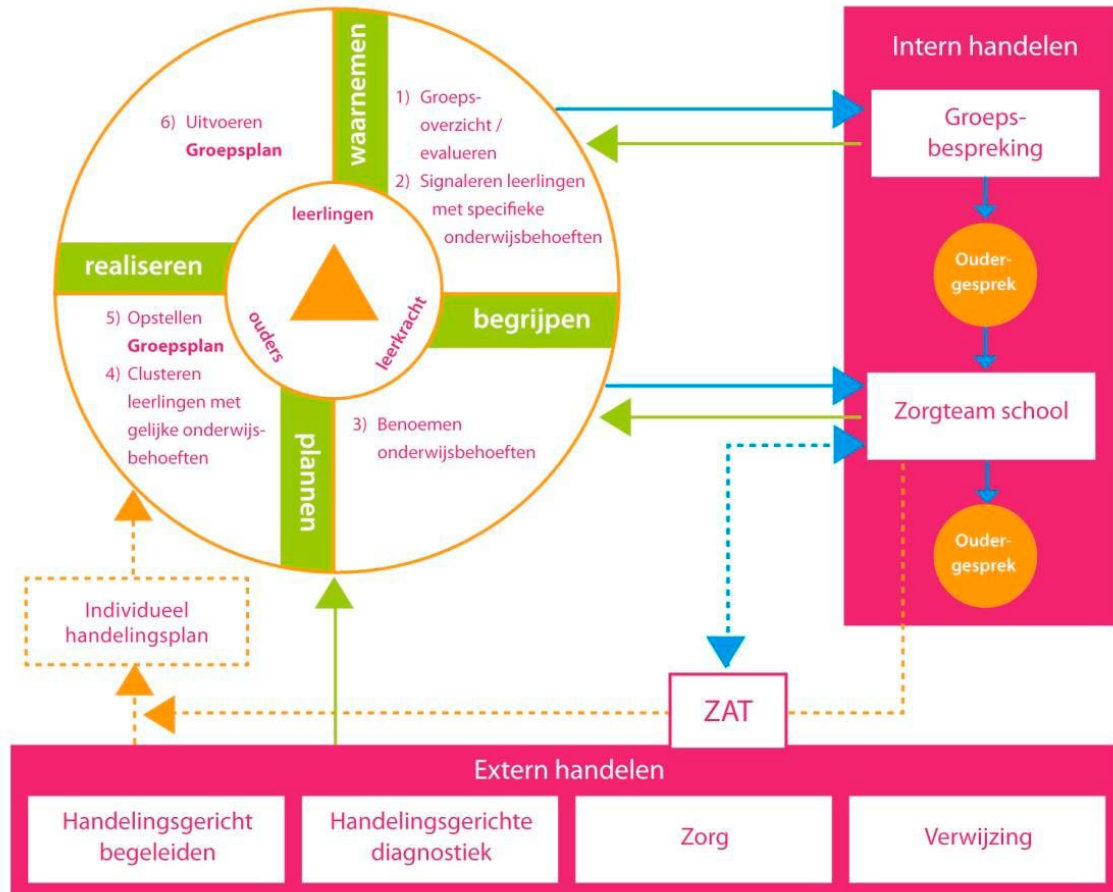 waarnemen
1) Groeps-
overzicht /
evalueren
2) Signaleren leerlingen
met specifieke
onderwijsbehoeften
begrijpen
3) Benoemen
onderwijsbehoeften
plannen
5) Opstellen
Groepsplan
4) Clusteren
leerlingen met
gelijke onderwijs-
behoeften
realiseren
6) Uitvoeren
Groepsplan
leerlingen
leerkracht
ouders
Intern handelen
Groeps-
bespreking
Ouder-
gesprek
Zorgteam school
Ouder-
gesprek
Individueel
handelingsplan
ZAT
Extern handelen
Handelingsgericht
begeleiden
Handelingsgerichte
diagnostiek
Zorg
Verwijzing